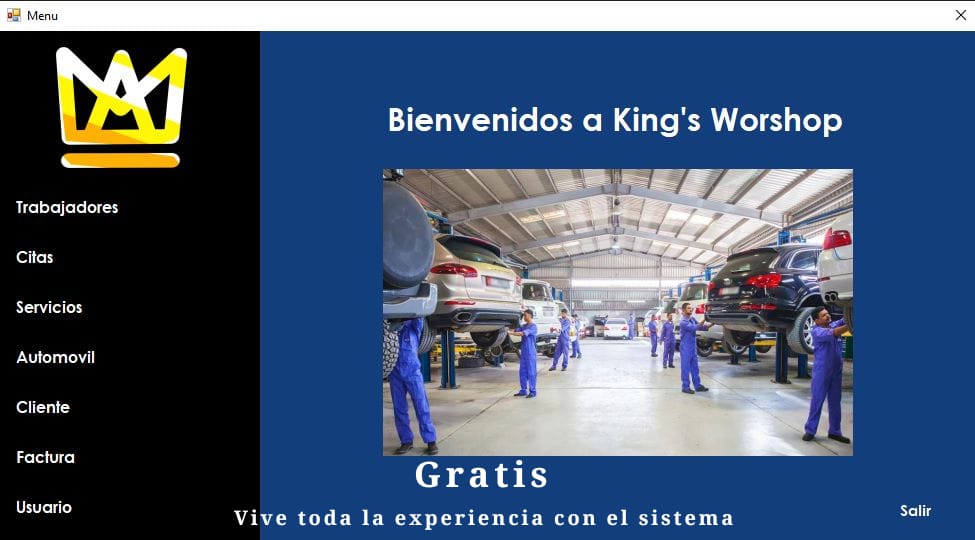 Menu
Bienvenidos a King's Worshop
Trabajadores
Citas
Servicios
Automovil
Cliente
Factura
Usuario
Gratis
Vive toda la experiencia con el sistema
Salir